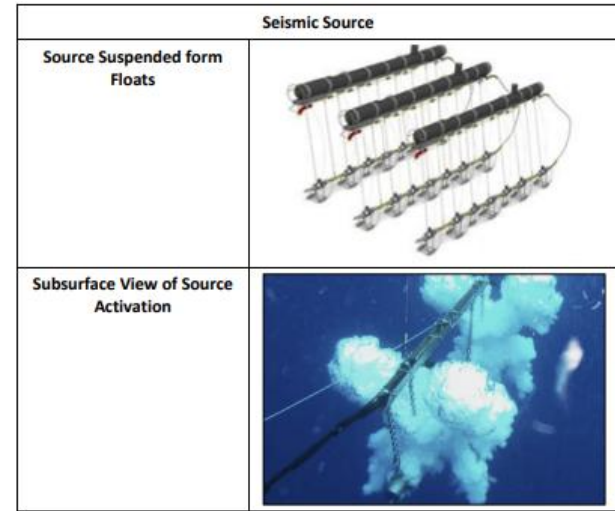 Seismic Source
Source Suspended form
Floats
Subsurface View of Source
Activation